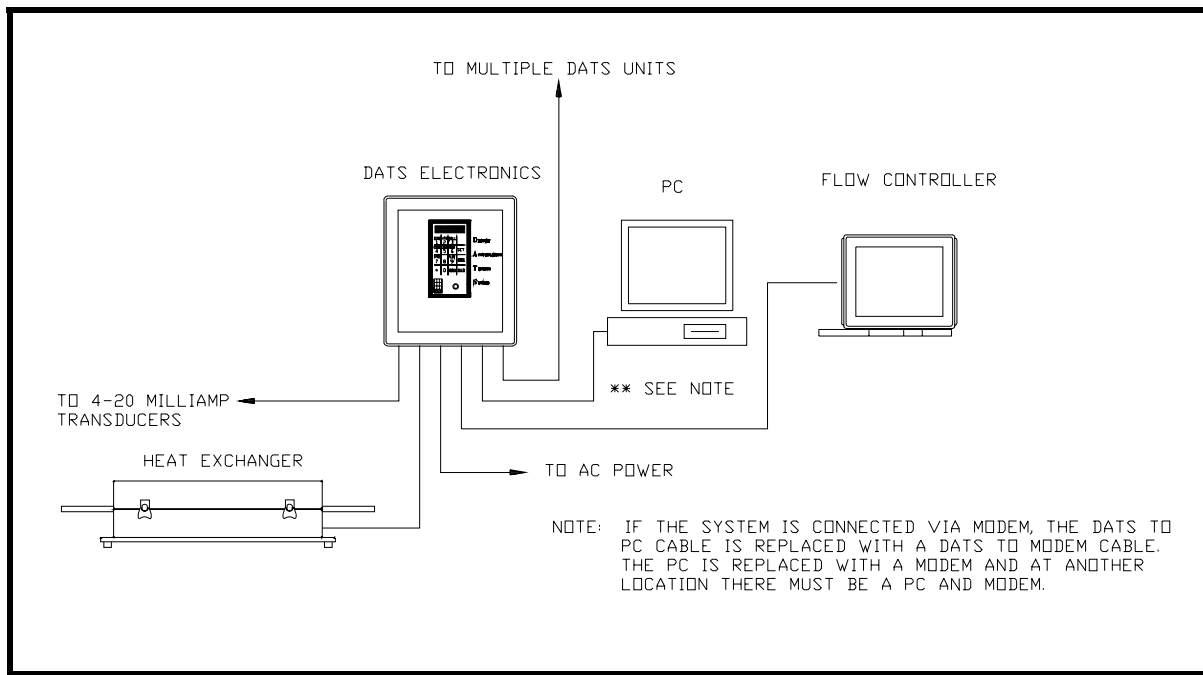 TO MULTIPLE DATS UNITS
DATS ELECTRONICS
PC
FLOW CONTROLLER
** SEE NOTE
TO 4-20 MILLIAMP
TRANSDUCERS
HEAT EXCHANGER
TO AC POWER
NOTE: IF THE SYSTEM IS CONNECTED VIA MODEM, THE DATS TO
PC CABLE IS REPLACED WITH A DATS TO MODEM CABLE.
THE PC IS REPLACED WITH A MODEM AND AT ANOTHER
LOCATION THERE MUST BE A PC AND MODEM.